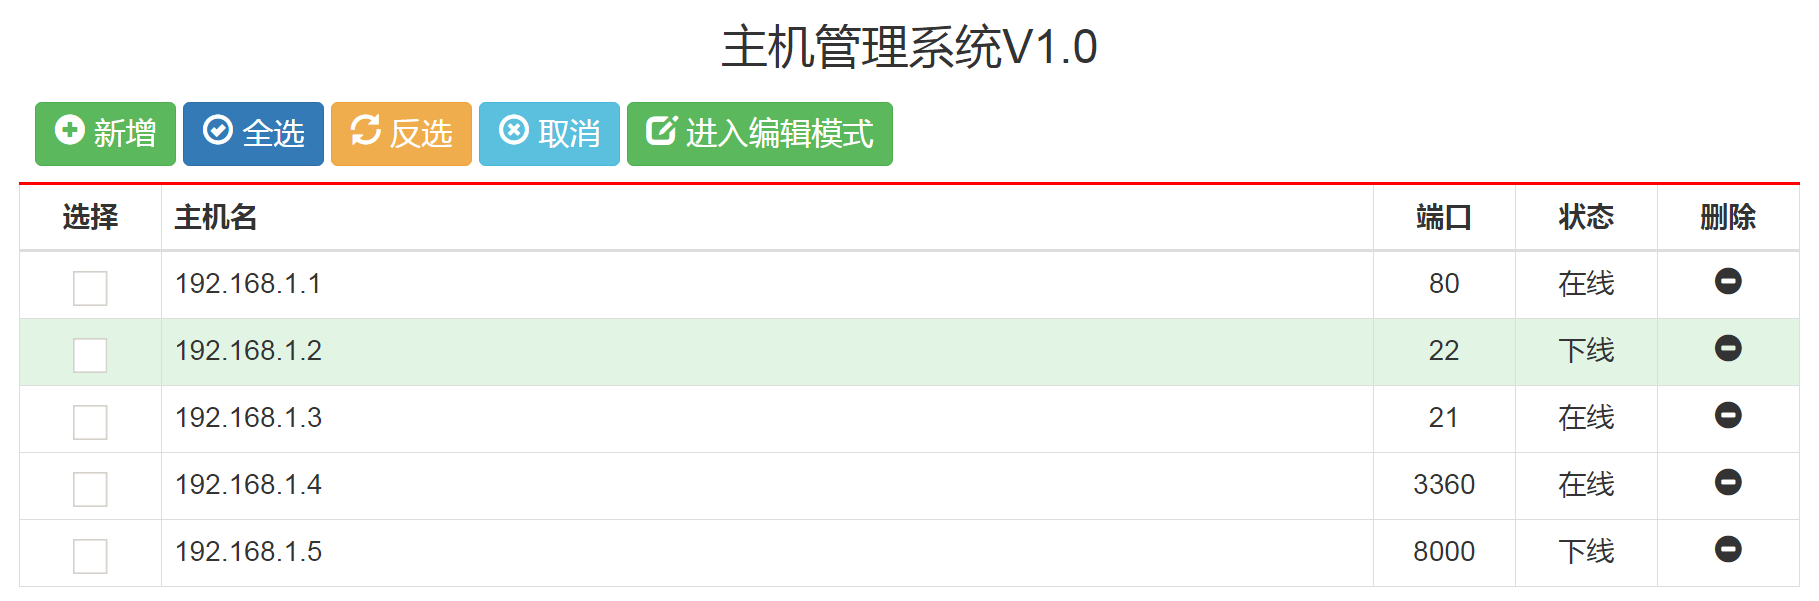 主机管理系统V1.0
新增 全选 反选 取消 进入编辑模式
选择 主机名 端口 状态 删除
192.168.1.1 80 在线
192.168.1.2 22 下线
192.168.1.3 21 在线
192.168.1.4 3360 在线
192.168.1.5 8000 下线